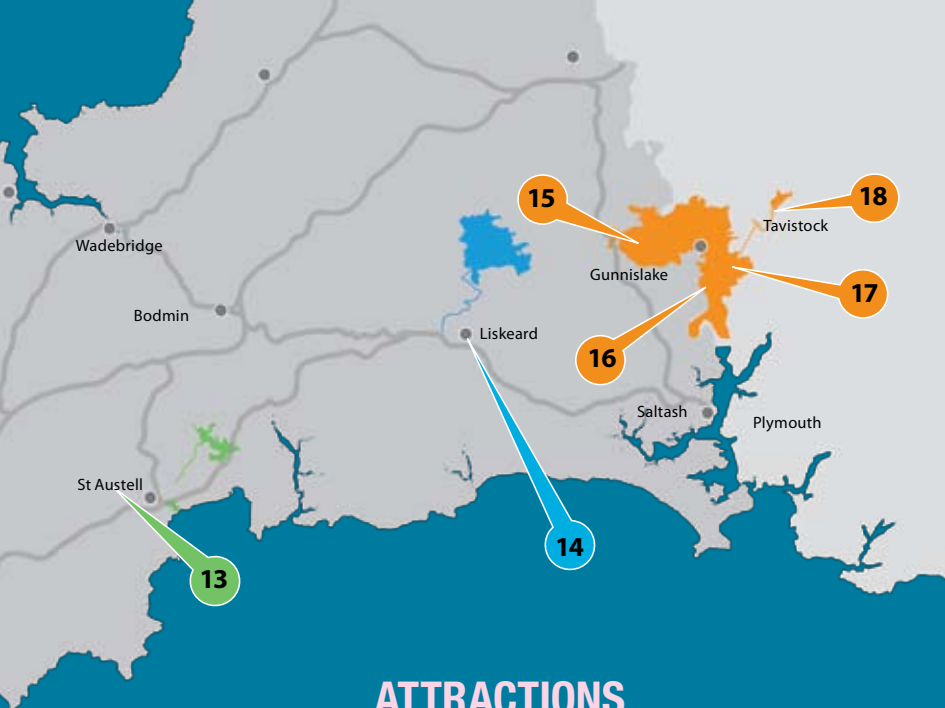 15
18
Tavistock
Wadebridge
Gunnislake
17
Bodmin
Liskeard
16
Saltash
Plymouth
St Austell
14
13
ATTRACTIONS